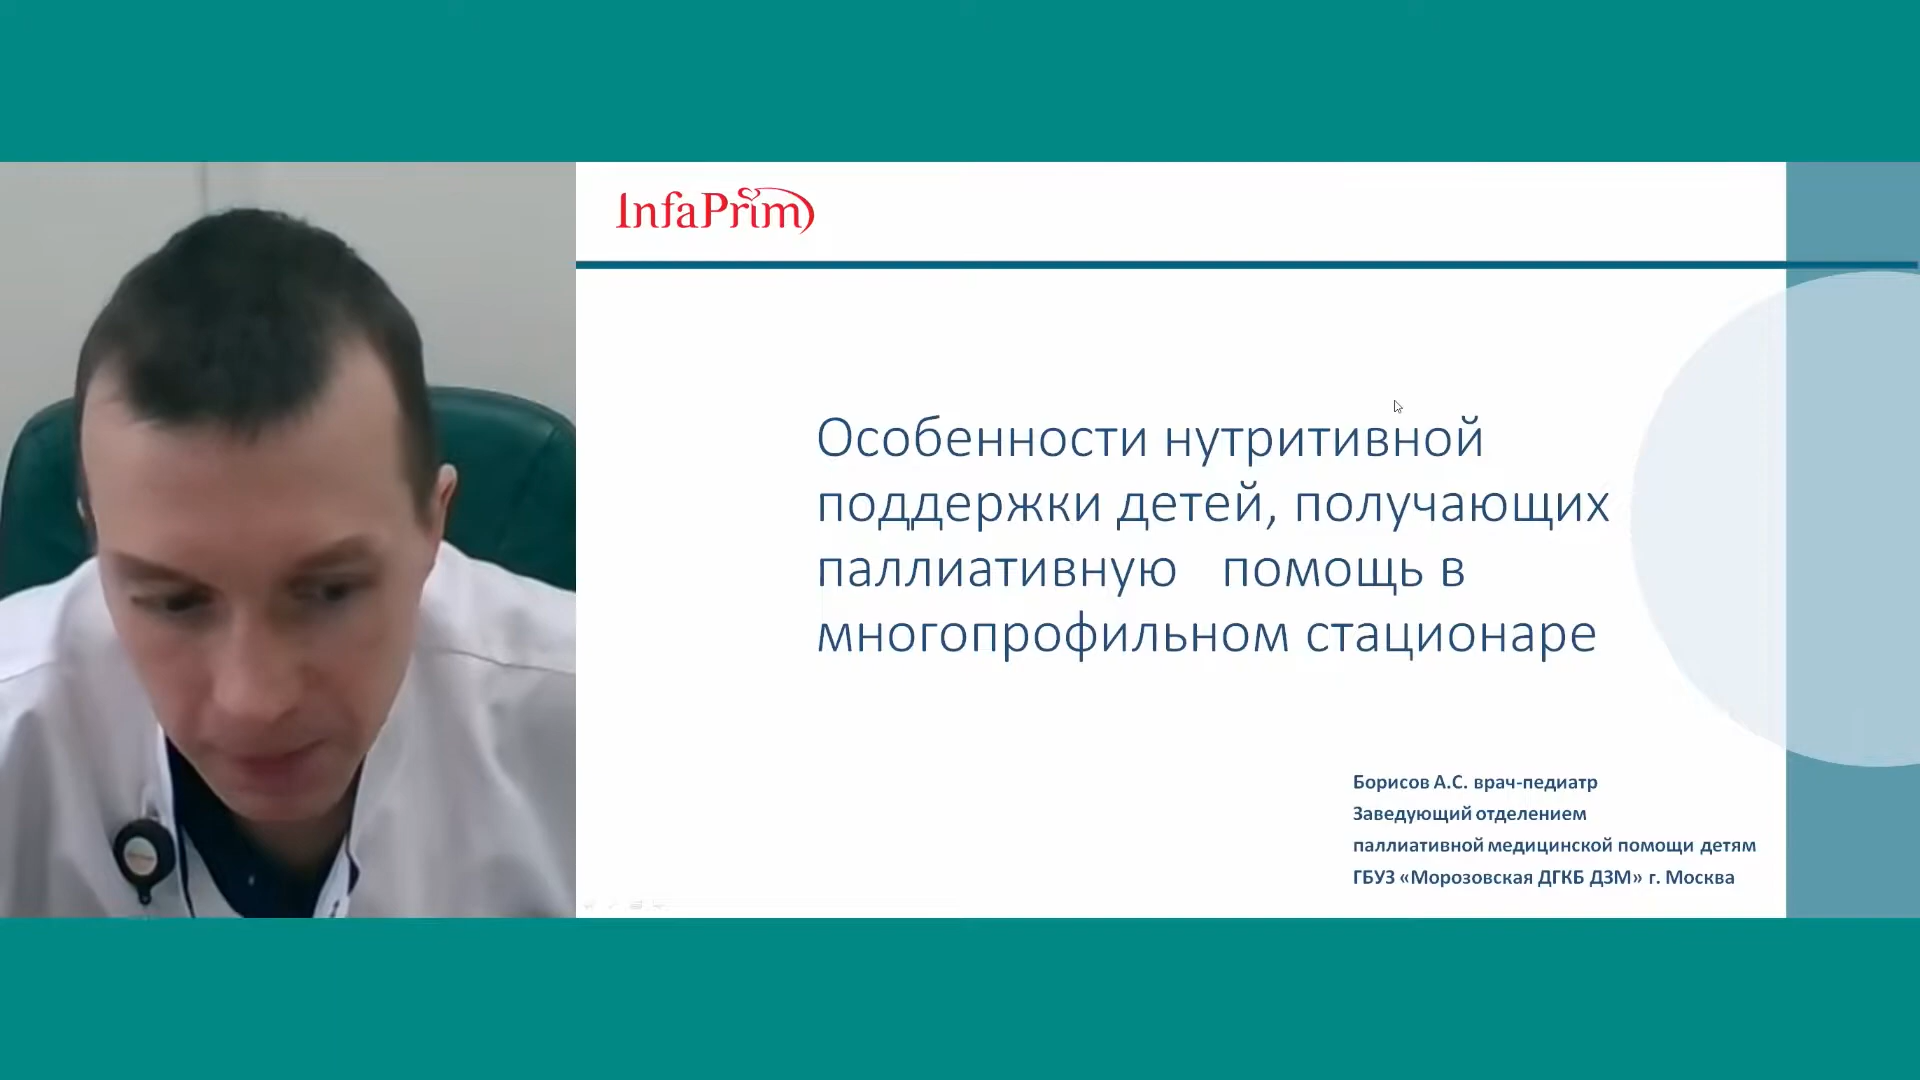 InfaPrim
Особенности нутритивной
поддержки детей, получающих
паллиативную помощь в
многопрофильном стационаре
Борисов А.С. врач-педиатр
Заведующий отделением
паллиативной медицинской помощи детям
ГБУЗ «Морозовская ДГКБ ДЗМ» г. Москва